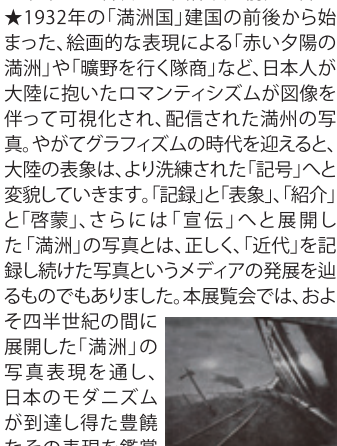 ★1932年の「満洲国」建国の前後から始
まった、絵画的な表現による「赤い夕陽の
満洲」や「曠野を行く隊商」など、日本人が
大陸に抱いたロマンティシズムが図像を
伴って可視化され、配信された満州の写
真。やがてグラフィズムの時代を迎えると、
大陸の表象は、より洗練された「記号」へと
変貌していきます。「記録」と「表象」、「紹介」
と「啓蒙」、さらには「宣伝」へと展開し
た「満洲」の写真とは、正しく、「近代」を記
録し続けた写真というメディアの発展を辿
るものでもありました。本展覧会では、およ
そ四半世紀の間に
展開した「満洲」の
写真表現を通し、
日本のモダニズム
が到達し得た豊饒
たその表現を鑑賞